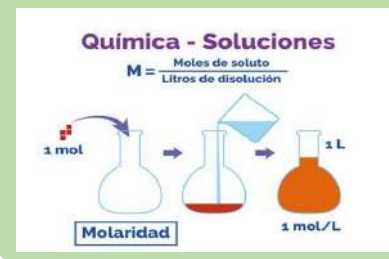 Química - Soluciones
M = Moles de soluto
Litros de disolución
1 mol
1 L
Molaridad
1 mol/L